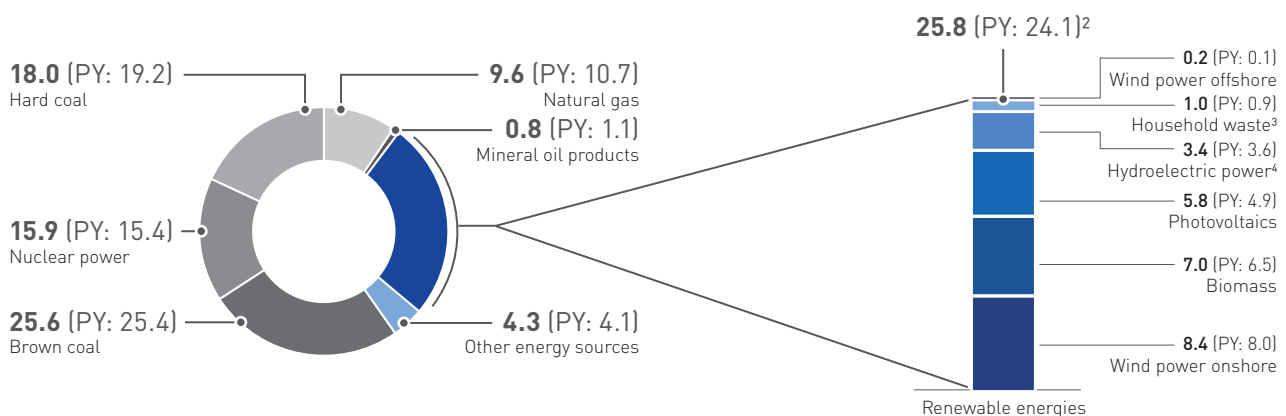 18.0 (PY: 19.2)
Hard coal
9.6 (PY: 10.7)
Natural gas
0.8 (PY: 1.1)
Mineral oil products
15.9 (PY: 15.4)
Nuclear power
25.6 (PY: 25.4)
Brown coal
4.3 (PY: 4.1)
Other energy sources
25.8 (PY: 24.1)²
0.2 (PY: 0.1)
Wind power offshore
1.0 (PY: 0.9)
Household waste³
3.4 (PY: 3.6)
Hydroelectric power⁴
5.8 (PY: 4.9)
Photovoltaics
7.0 (PY: 6.5)
Biomass
8.4 (PY: 8.0)
Wind power onshore
Renewable energies